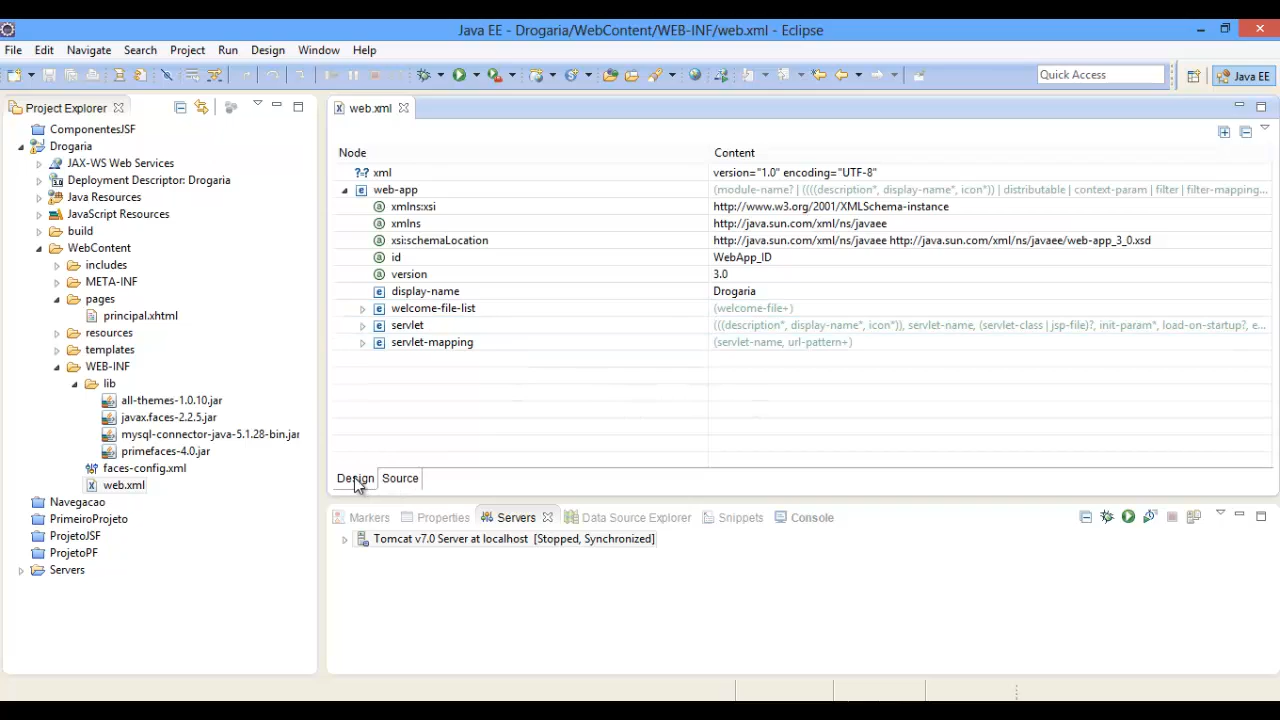 Java EE - Drogaria/WebContent/WEB-INF/web.xml - Eclipse
File Edit Navigate Search Project Run Design Window Help
Quick Access
Java EE
Project Explorer
ComponentesJSF
Drogaria
JAX-WS Web Services
Deployment Descriptor: Drogaria
Java Resources
JavaScript Resources
build
WebContent
includes
META-INF
pages
principal.xhtml
resources
templates
WEB-INF
lib
all-themes-1.0.10.jar
javax.faces-2.2.5.jar
mysql-connector-java-5.1.28-bin.jar
primefaces-4.0.jar
faces-config.xml
web.xml
Navegacao
PrimeiroProjeto
ProjetoJSF
ProjetoPF
Servers
web.xml
Node Content
?-? xml version="1.0" encoding="UTF-8"
web-app (module-name? | ((((description*, display-name*, icon*)) | distributable | context-param | filter | filter-mapping...
xmlns:xsi http://www.w3.org/2001/XMLSchema-instance
xmlns http://java.sun.com/xml/ns/javaee
xsi:schemaLocation http://java.sun.com/xml/ns/javaee http://java.sun.com/xml/ns/javaee/web-app_3_0.xsd
id WebApp_ID
version 3.0
display-name Drogaria
welcome-file-list (welcome-file+)
servlet (((description*, display-name*, icon*)), servlet-name, (servlet-class | jsp-file)?, init-param*, load-on-startup?, e...
servlet-mapping (servlet-name, url-pattern+)
Design Source
Markers Properties Servers Data Source Explorer Snippets Console
Tomcat v7.0 Server at localhost [Stopped, Synchronized]